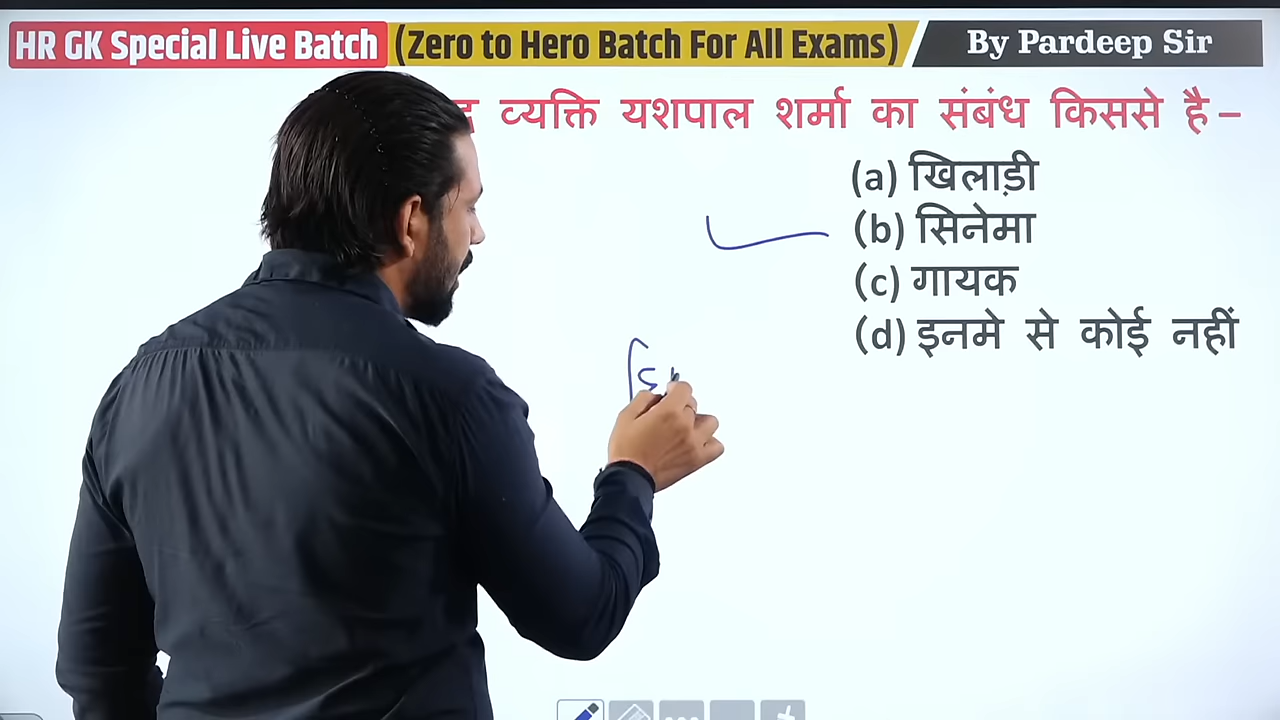 HR GK Special Live Batch (Zero to Hero Batch For All Exams) By Pardeep Sir
व्यक्ति यशपाल शर्मा का संबंध किससे है–
(a) खिलाड़ी
(b) सिनेमा
(c) गायक
(d) इनमे से कोई नहीं